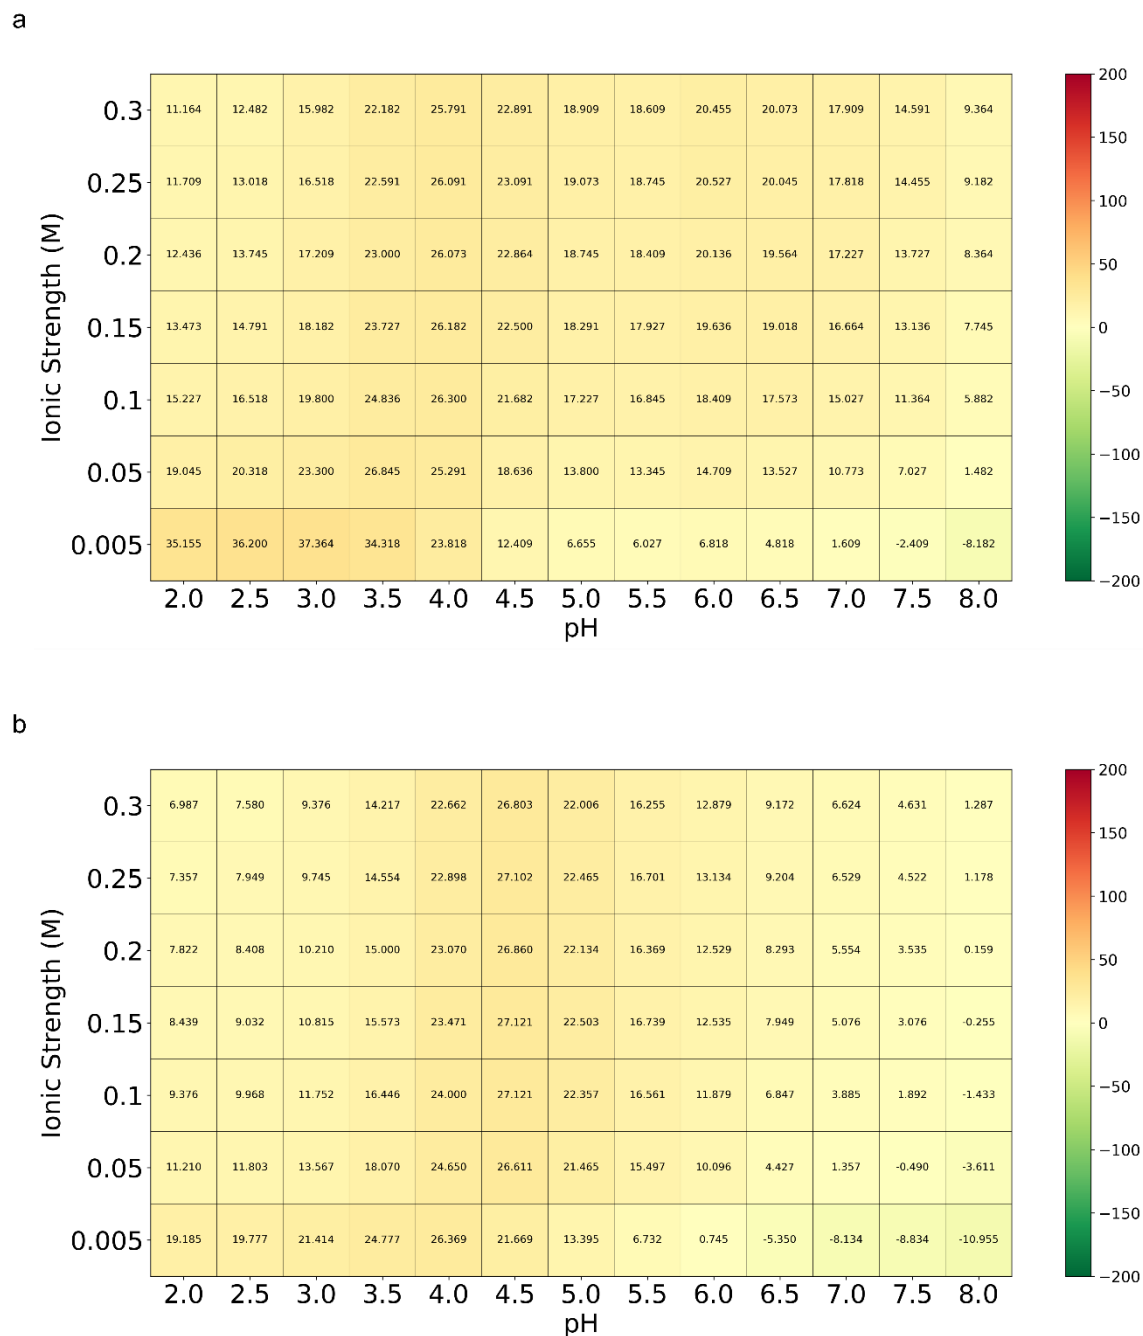 a
Ionic Strength (M)
0.3 11.164 12.482 15.982 22.182 25.791 22.891 18.909 18.609 20.455 20.073 17.909 14.591 9.364
0.25 11.709 13.018 16.518 22.591 26.091 23.091 19.073 18.745 20.527 20.045 17.818 14.455 9.182
0.2 12.436 13.745 17.209 23.000 26.073 22.864 18.745 18.409 20.136 19.564 17.227 13.727 8.364
0.15 13.473 14.791 18.182 23.727 26.182 22.500 18.291 17.927 19.636 19.018 16.664 13.136 7.745
0.1 15.227 16.518 19.800 24.836 26.300 21.682 17.227 16.845 18.409 17.573 15.027 11.364 5.882
0.05 19.045 20.318 23.300 26.845 25.291 18.636 13.800 13.345 14.709 13.527 10.773 7.027 1.482
0.005 35.155 36.200 37.364 34.318 23.818 12.409 6.655 6.027 6.818 4.818 1.609 -2.409 -8.182
2.0 2.5 3.0 3.5 4.0 4.5 5.0 5.5 6.0 6.5 7.0 7.5 8.0
pH
200
150
100
50
0
−50
−100
−150
−200
b
Ionic Strength (M)
0.3 6.987 7.580 9.376 14.217 22.662 26.803 22.006 16.255 12.879 9.172 6.624 4.631 1.287
0.25 7.357 7.949 9.745 14.554 22.898 27.102 22.465 16.701 13.134 9.204 6.529 4.522 1.178
0.2 7.822 8.408 10.210 15.000 23.070 26.860 22.134 16.369 12.529 8.293 5.554 3.535 0.159
0.15 8.439 9.032 10.815 15.573 23.471 27.121 22.503 16.739 12.535 7.949 5.076 3.076 -0.255
0.1 9.376 9.968 11.752 16.446 24.000 27.121 22.357 16.561 11.879 6.847 3.885 1.892 -1.433
0.05 11.210 11.803 13.567 18.070 24.650 26.611 21.465 15.497 10.096 4.427 1.357 -0.490 -3.611
0.005 19.185 19.777 21.414 24.777 26.369 21.669 13.395 6.732 0.745 -5.350 -8.134 -8.834 -10.955
2.0 2.5 3.0 3.5 4.0 4.5 5.0 5.5 6.0 6.5 7.0 7.5 8.0
pH
200
150
100
50
0
−50
−100
−150
−200